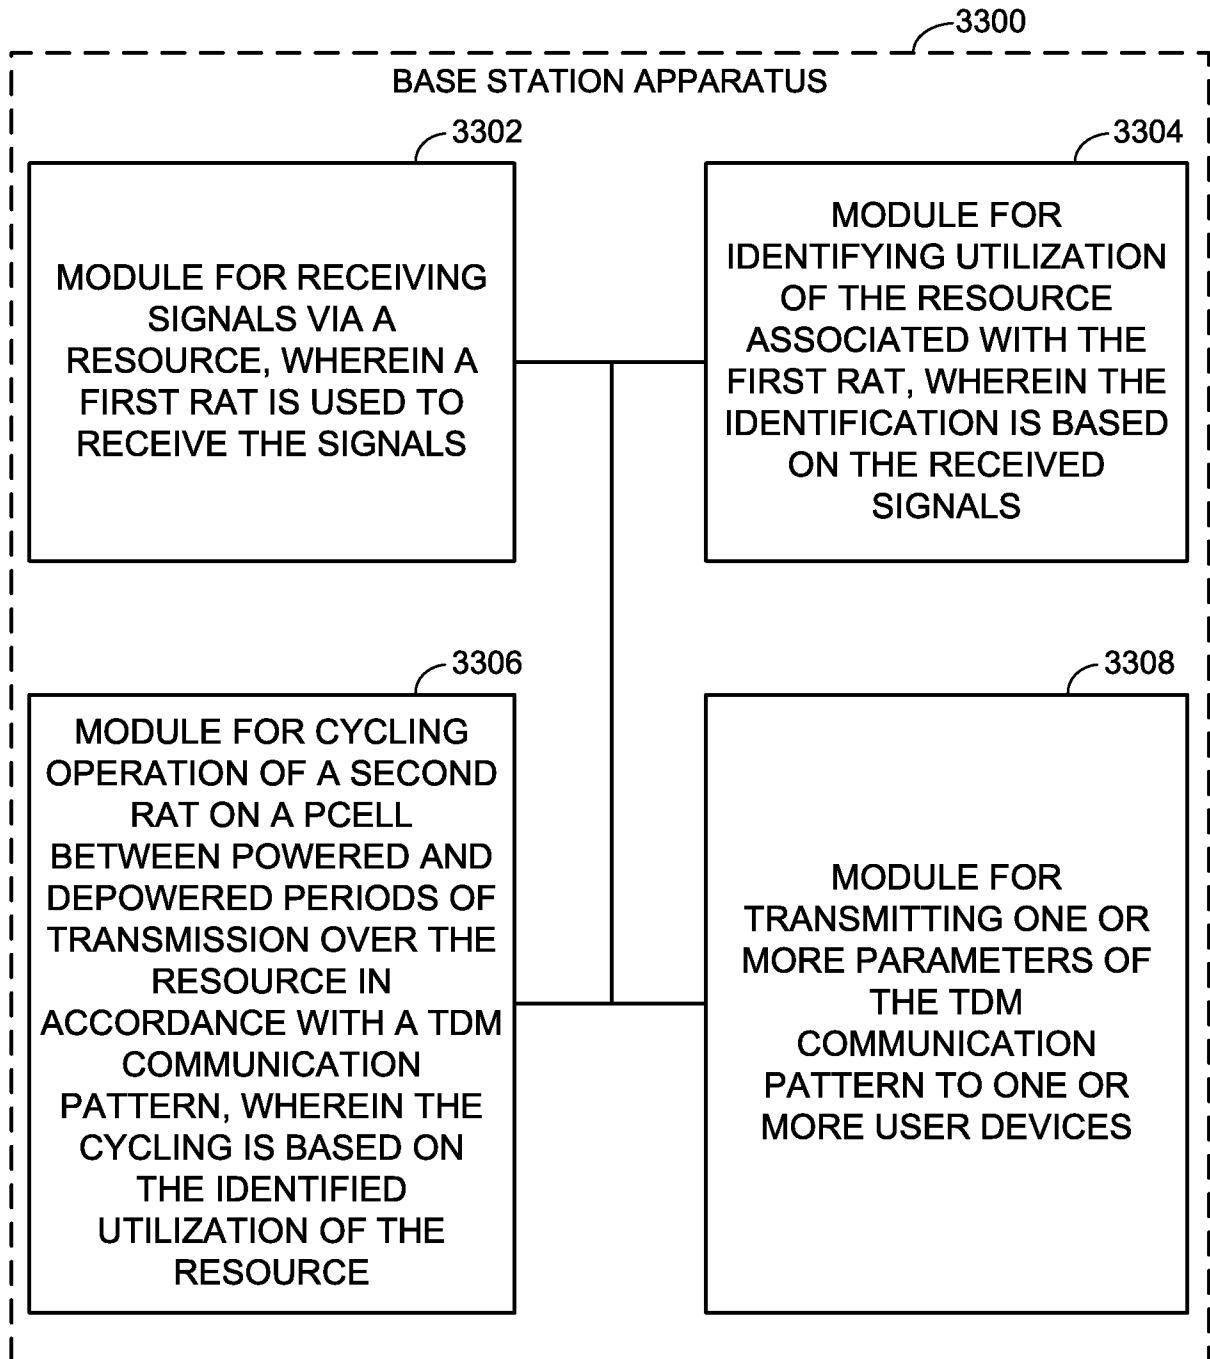 3300
BASE STATION APPARATUS
3302
MODULE FOR RECEIVING
SIGNALS VIA A
RESOURCE, WHEREIN A
FIRST RAT IS USED TO
RECEIVE THE SIGNALS
3304
MODULE FOR
IDENTIFYING UTILIZATION
OF THE RESOURCE
ASSOCIATED WITH THE
FIRST RAT, WHEREIN THE
IDENTIFICATION IS BASED
ON THE RECEIVED
SIGNALS
3306
MODULE FOR CYCLING
OPERATION OF A SECOND
RAT ON A PCELL
BETWEEN POWERED AND
DEPOWERED PERIODS OF
TRANSMISSION OVER THE
RESOURCE IN
ACCORDANCE WITH A TDM
COMMUNICATION
PATTERN, WHEREIN THE
CYCLING IS BASED ON
THE IDENTIFIED
UTILIZATION OF THE
RESOURCE
3308
MODULE FOR
TRANSMITTING ONE OR
MORE PARAMETERS OF
THE TDM
COMMUNICATION
PATTERN TO ONE OR
MORE USER DEVICES